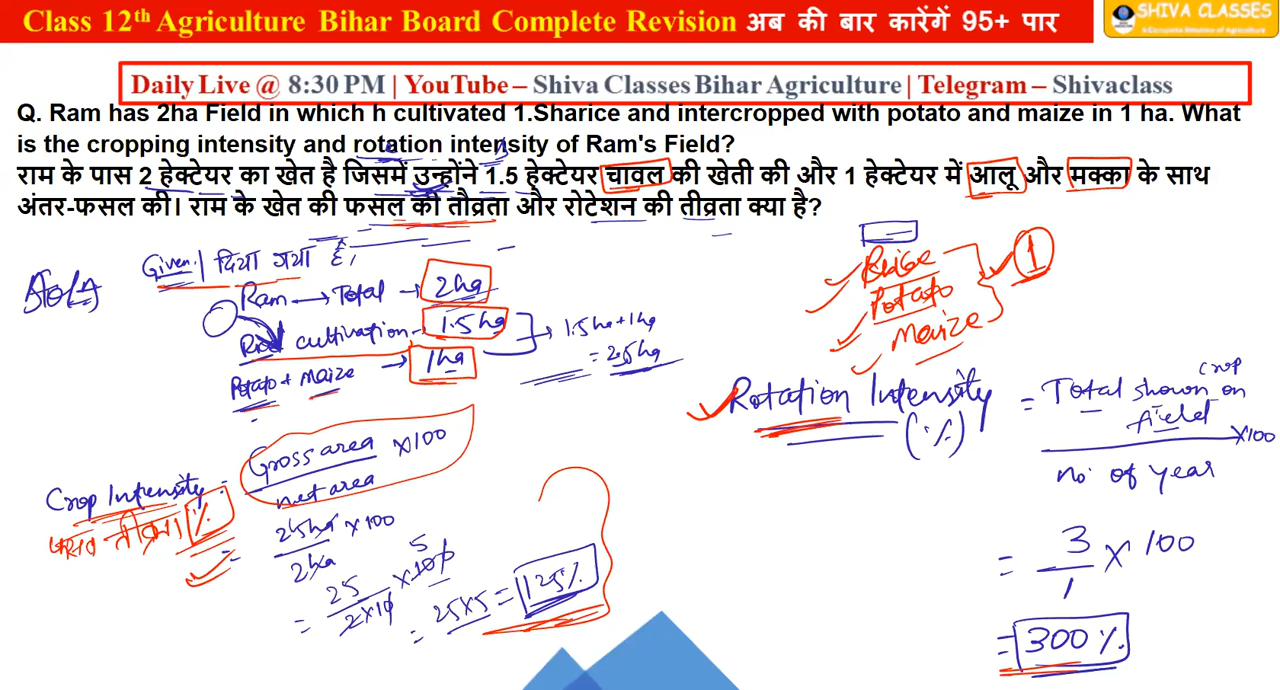 Class 12th Agriculture Bihar Board Complete Revision अब की बार कारेंगें 95+ पार
SHIVA CLASSES
Daily Live @ 8:30 PM | YouTube – Shiva Classes Bihar Agriculture | Telegram – Shivaclass
Q. Ram has 2ha Field in which h cultivated 1.Sharice and intercropped with potato and maize in 1 ha. What
is the cropping intensity and rotation intensity of Ram's Field?
राम के पास 2 हेक्टेयर का खेत है जिसमें उन्होंने 1.5 हेक्टेयर चावल की खेती की और 1 हेक्टेयर में आलू और मक्का के साथ
अंतर-फसल की। राम के खेत की फसल की तीव्रता और रोटेशन की तीव्रता क्या है?
Given | दिया गया है,
Ram → Total → 2ha
cultivation → 1.5ha
Potato + Maize → 1ha
1.5ha + 1ha
= 2.5ha
Potato
Maize
1
Crop Intensity = Gross area / net area × 100
%
= 2.5ha / 2ha × 100
= 25 / 2×10 × 100 5
= 25×5 = 125%
Rotation Intensity (%) = Total shown crop on field / no. of year × 100
= 3 / 1 × 100
= 300 %